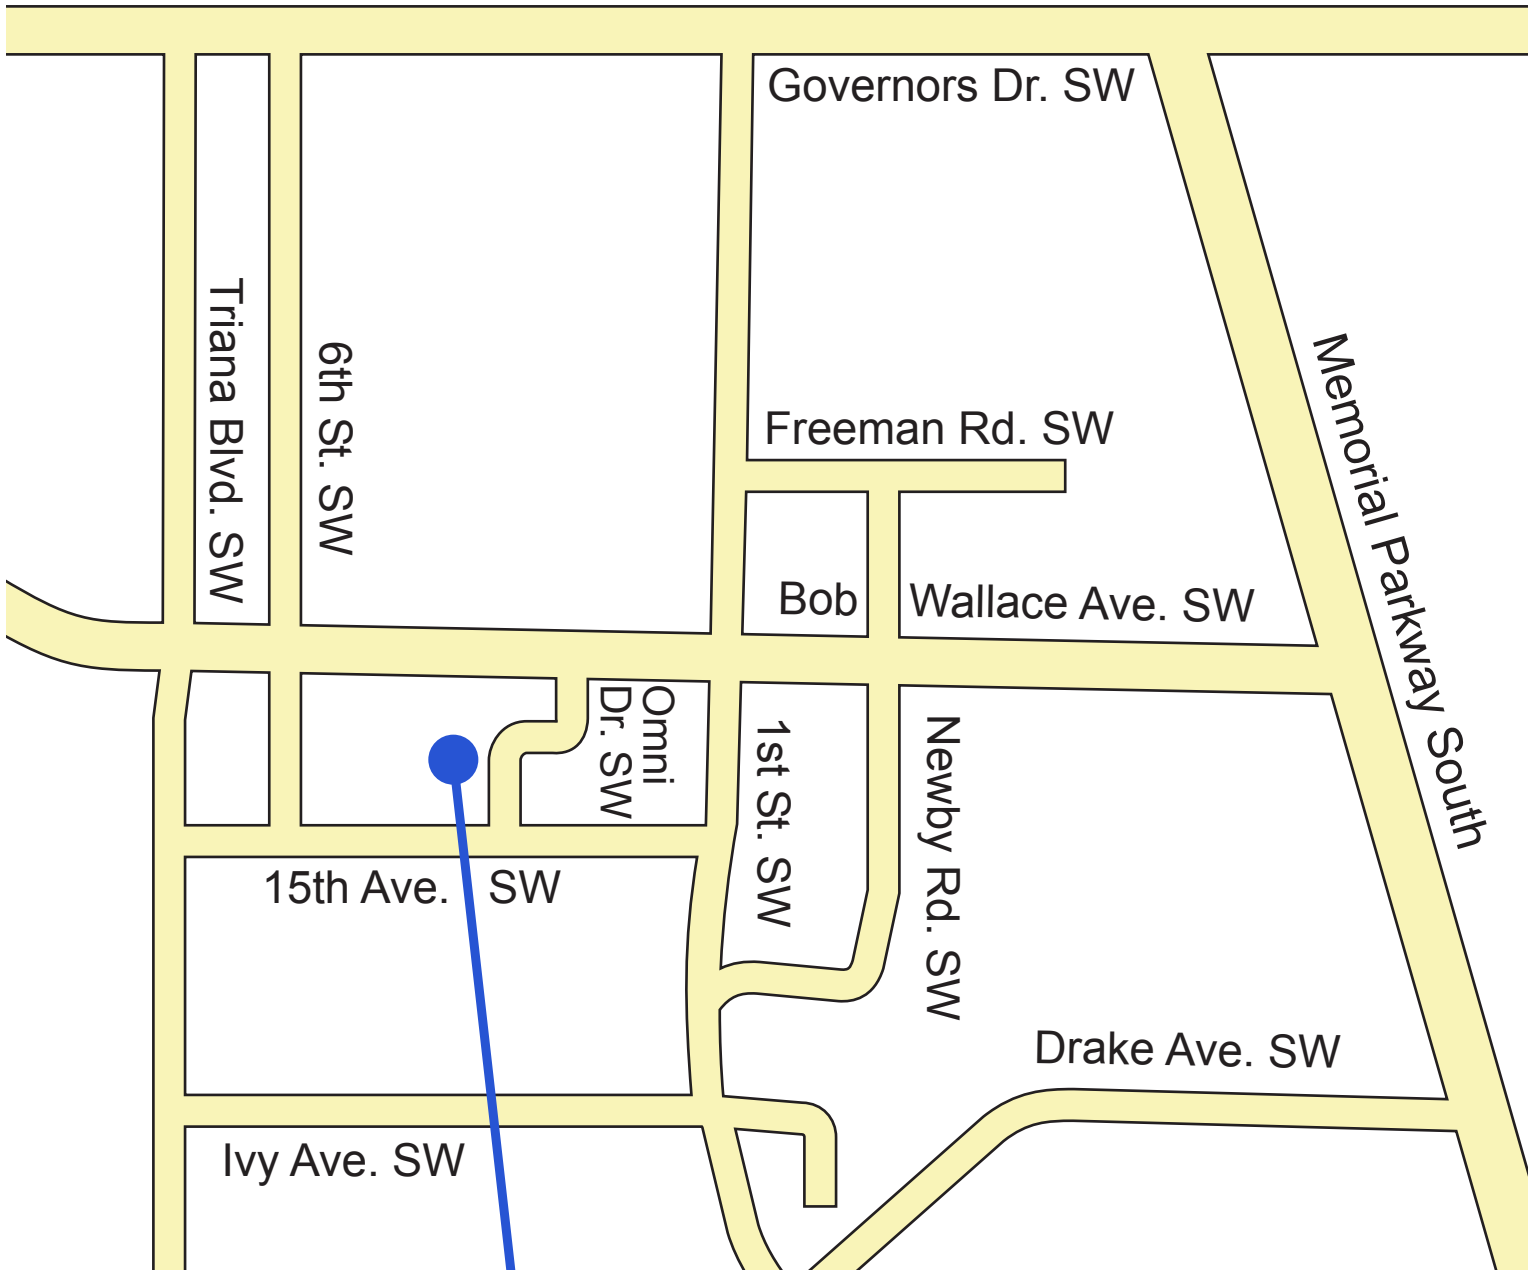 Governors Dr. SW
Triana Blvd. SW
6th St. SW
Memorial Parkway South
Freeman Rd. SW
Bob Wallace Ave. SW
Omni
Dr. SW
1st St. SW
Newby Rd. SW
15th Ave. SW
Drake Ave. SW
Ivy Ave. SW